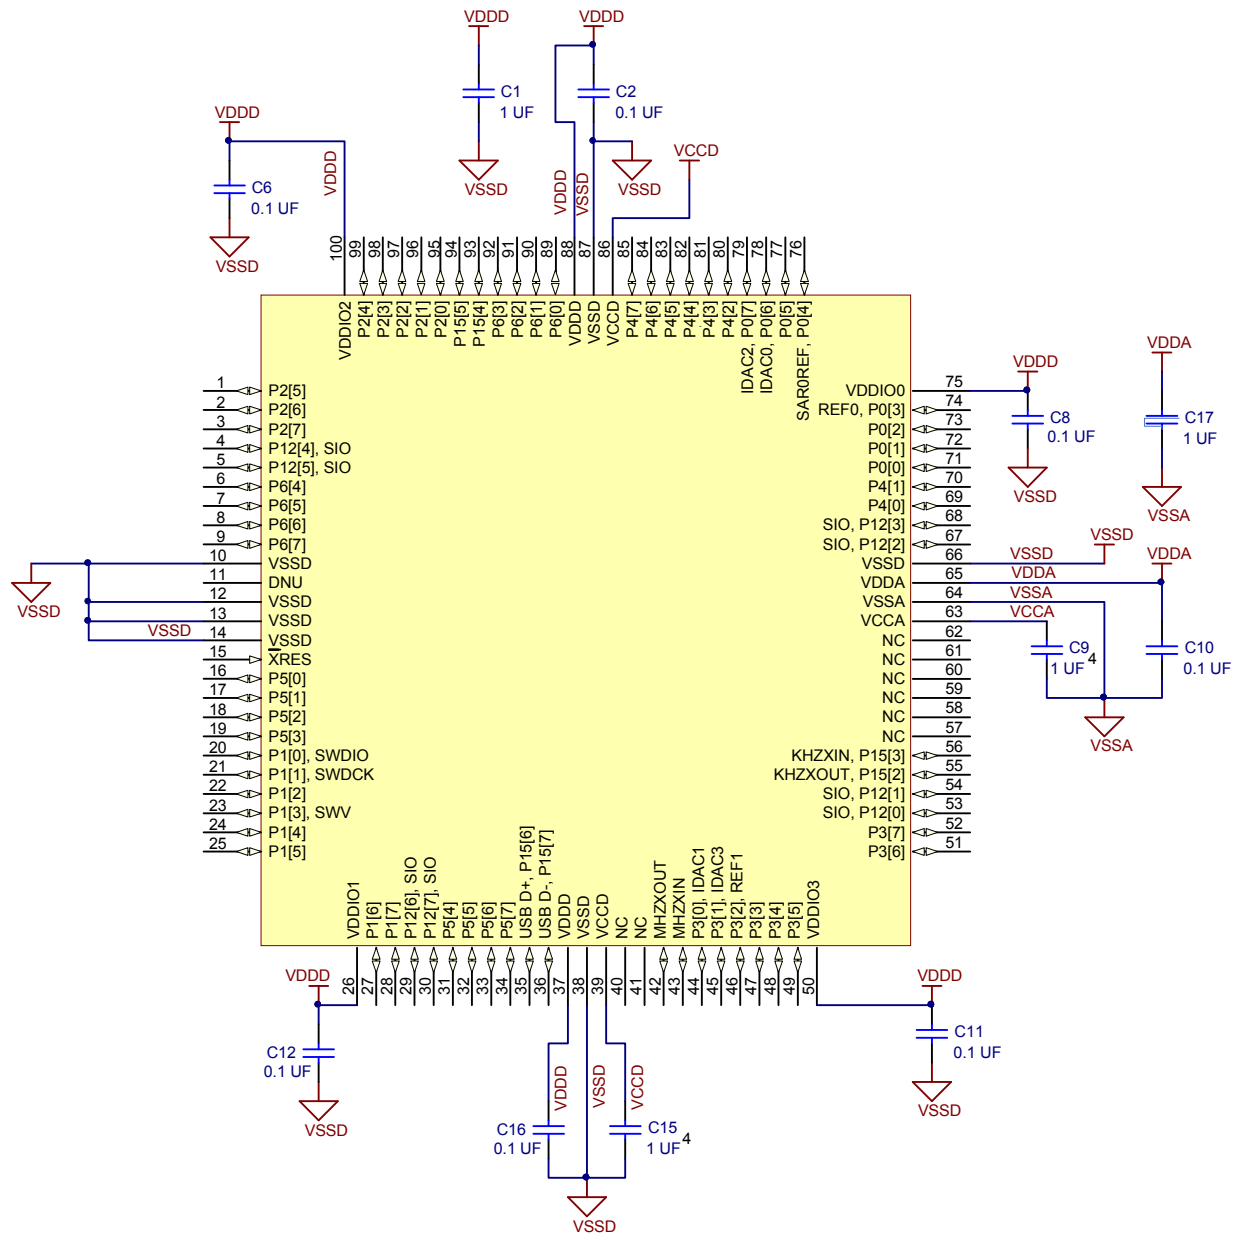 VDDD
VDDD
C1
1 UF
C2
0.1 UF
VDDD
VDDD
C6
0.1 UF
VSSD
VSSD
VSSD
VDDD
VSSD
VCCD
100
99
98
97
96
95
94
93
92
91
90
89
88
87
86
85
84
83
82
81
80
79
78
77
76
VDDIO2
P2[4]
P2[3]
P2[2]
P2[1]
P2[0]
P15[5]
P15[4]
P6[3]
P6[2]
P6[1]
P6[0]
VDDD
VSSD
VCCD
P4[7]
P4[6]
P4[5]
P4[4]
P4[3]
P4[2]
IDAC2, P0[7]
IDAC0, P0[6]
P0[5]
SAR0REF, P0[4]
1 P2[5]
2 P2[6]
3 P2[7]
4 P12[4], SIO
5 P12[5], SIO
6 P6[4]
7 P6[5]
8 P6[6]
9 P6[7]
10 VSSD
11 DNU
12 VSSD
13 VSSD
VSSD 14 VSSD
VSSD
15 XRES
16 P5[0]
17 P5[1]
18 P5[2]
19 P5[3]
20 P1[0], SWDIO
21 P1[1], SWDCK
22 P1[2]
23 P1[3], SWV
24 P1[4]
25 P1[5]
VDDIO0 75
REF0, P0[3] 74
P0[2] 73
P0[1] 72
P0[0] 71
P4[1] 70
P4[0] 69
SIO, P12[3] 68
SIO, P12[2] 67
VSSD 66 VSSD
VDDA 65 VDDA
VSSA 64 VSSA
VCCA 63 VCCA
NC 62
NC 61
NC 60
NC 59
NC 58
NC 57
KHZXIN, P15[3] 56
KHZXOUT, P15[2] 55
SIO, P12[1] 54
SIO, P12[0] 53
P3[7] 52
P3[6] 51
VDDD
C8
0.1 UF
VSSD
VDDA
C17
1 UF
VSSA
VSSD
VDDA
C9
1 UF 4
C10
0.1 UF
VSSA
VDDIO1
P1[6]
P1[7]
P12[6], SIO
P12[7], SIO
P5[4]
P5[5]
P5[6]
P5[7]
USB D+, P15[6]
USB D-, P15[7]
VDDD
VSSD
VCCD
NC
NC
MHZXOUT
MHZXIN
P3[0], IDAC1
P3[1], IDAC3
P3[2], REF1
P3[3]
P3[4]
P3[5]
VDDIO3
26
27
28
29
30
31
32
33
34
35
36
37
38
39
40
41
42
43
44
45
46
47
48
49
50
VDDD
C12
0.1 UF
VSSD
VDDD
VSSD
VCCD
C16
0.1 UF
C15
1 UF 4
VSSD
VDDD
C11
0.1 UF
VSSD